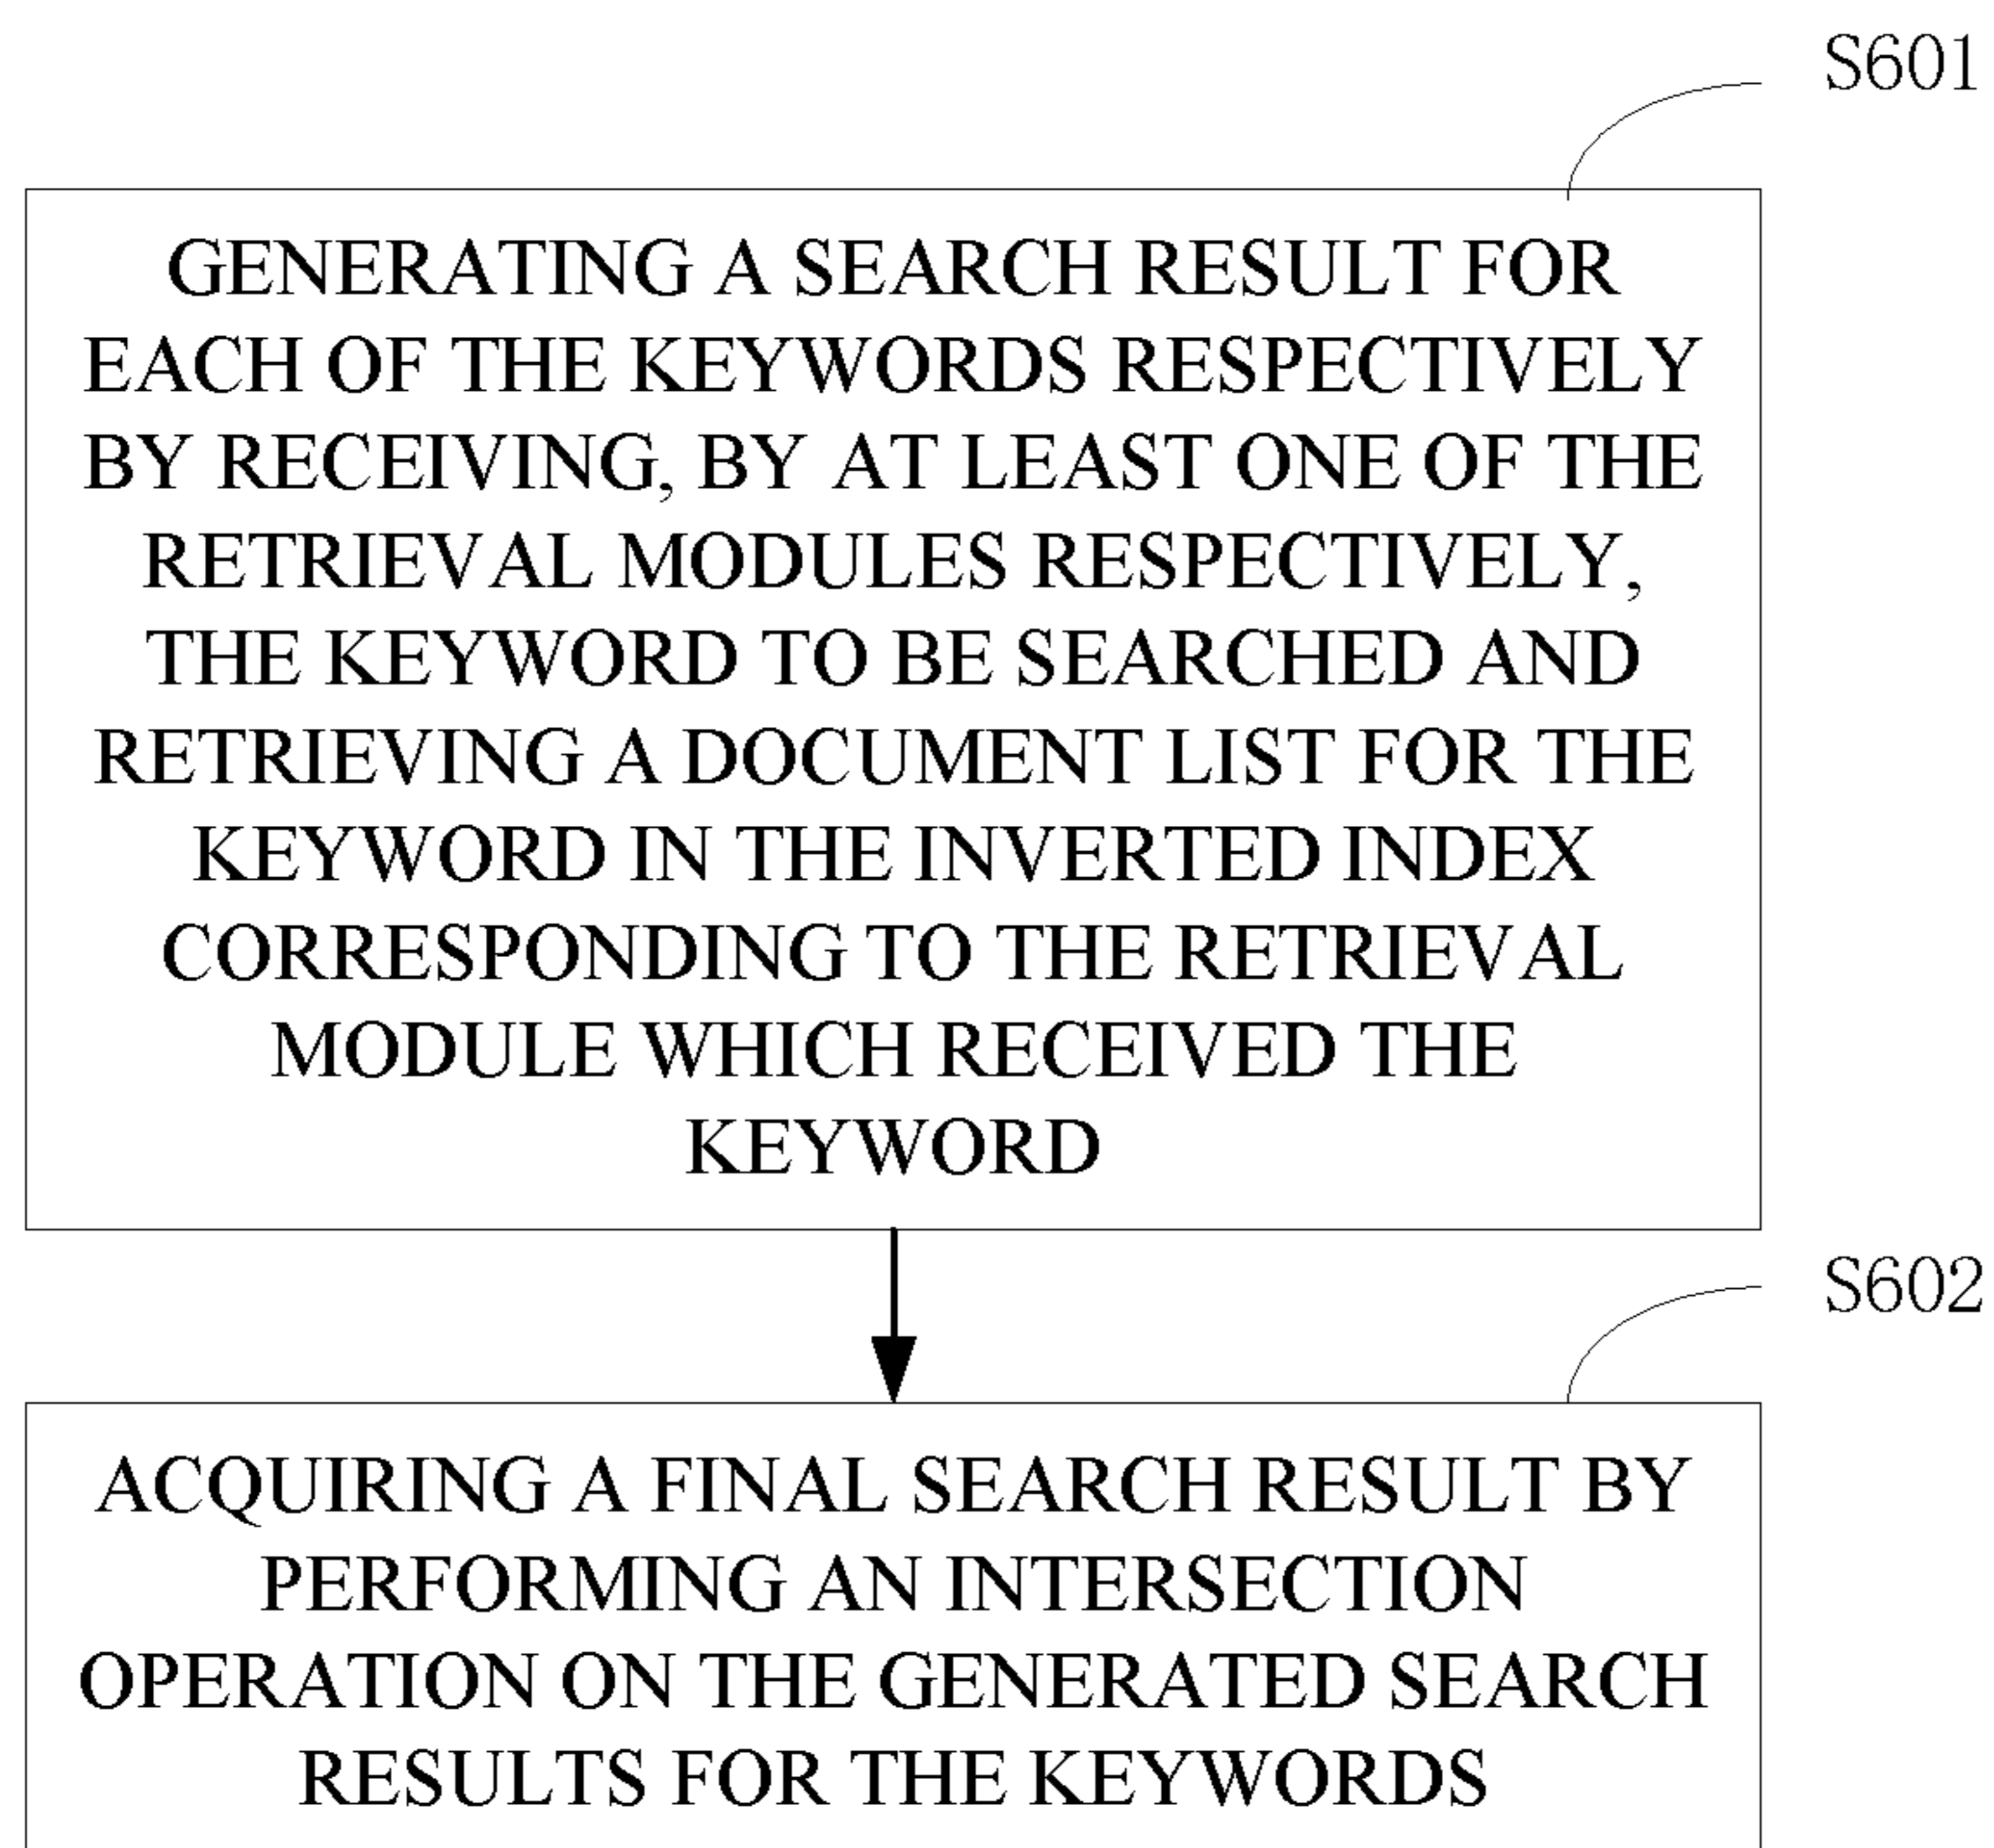 S601
GENERATING A SEARCH RESULT FOR
EACH OF THE KEYWORDS RESPECTIVELY
BY RECEIVING, BY AT LEAST ONE OF THE
RETRIEVAL MODULES RESPECTIVELY,
THE KEYWORD TO BE SEARCHED AND
RETRIEVING A DOCUMENT LIST FOR THE
KEYWORD IN THE INVERTED INDEX
CORRESPONDING TO THE RETRIEVAL
MODULE WHICH RECEIVED THE
KEYWORD
S602
ACQUIRING A FINAL SEARCH RESULT BY
PERFORMING AN INTERSECTION
OPERATION ON THE GENERATED SEARCH
RESULTS FOR THE KEYWORDS